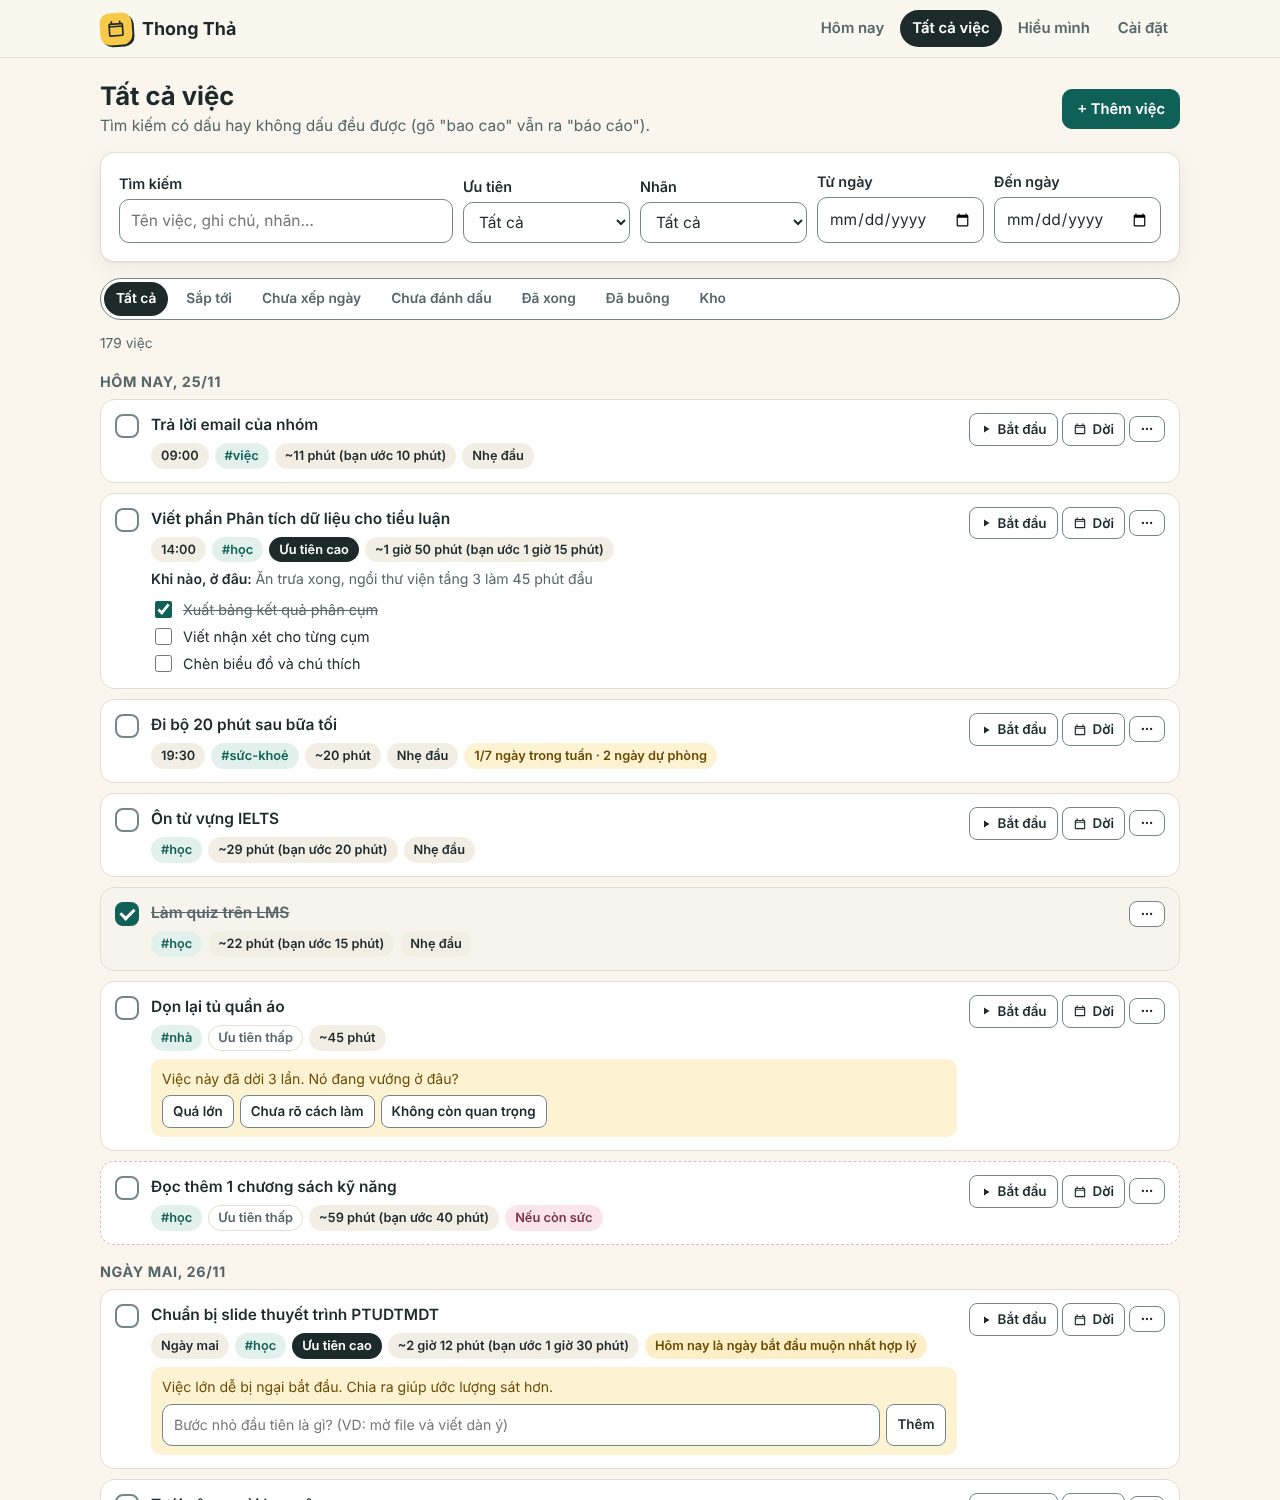 Thong Thả
Hôm nay
Tất cả việc
Hiểu mình
Cài đặt
Tất cả việc
Tìm kiếm có dấu hay không dấu đều được (gõ "bao cao" vẫn ra "báo cáo").
+ Thêm việc
Tìm kiếm
Ưu tiên
Nhãn
Từ ngày
Đến ngày
Tên việc, ghi chú, nhãn...
Tất cả
Tất cả
mm/dd/yyyy
mm/dd/yyyy
Tất cả
Sắp tới
Chưa xếp ngày
Chưa đánh dấu
Đã xong
Đã buông
Kho
179 việc
HÔM NAY, 25/11
Trả lời email của nhóm
Bắt đầu
Dời
09:00
#việc
~11 phút (bạn ước 10 phút)
Nhẹ đầu
Viết phần Phân tích dữ liệu cho tiểu luận
Bắt đầu
Dời
14:00
#học
Ưu tiên cao
~1 giờ 50 phút (bạn ước 1 giờ 15 phút)
Khi nào, ở đâu: Ăn trưa xong, ngồi thư viện tầng 3 làm 45 phút đầu
Xuất bảng kết quả phân cụm
Viết nhận xét cho từng cụm
Chèn biểu đồ và chú thích
Đi bộ 20 phút sau bữa tối
Bắt đầu
Dời
19:30
#sức-khoẻ
~20 phút
Nhẹ đầu
1/7 ngày trong tuần · 2 ngày dự phòng
Ôn từ vựng IELTS
Bắt đầu
Dời
#học
~29 phút (bạn ước 20 phút)
Nhẹ đầu
Làm quiz trên LMS
#học
~22 phút (bạn ước 15 phút)
Nhẹ đầu
Dọn lại tủ quần áo
Bắt đầu
Dời
#nhà
Ưu tiên thấp
~45 phút
Việc này đã dời 3 lần. Nó đang vướng ở đâu?
Quá lớn
Chưa rõ cách làm
Không còn quan trọng
Đọc thêm 1 chương sách kỹ năng
Bắt đầu
Dời
#học
Ưu tiên thấp
~59 phút (bạn ước 40 phút)
Nếu còn sức
NGÀY MAI, 26/11
Chuẩn bị slide thuyết trình PTUDTMDT
Bắt đầu
Dời
Ngày mai
#học
Ưu tiên cao
~2 giờ 12 phút (bạn ước 1 giờ 30 phút)
Hôm nay là ngày bắt đầu muộn nhất hợp lý
Việc lớn dễ bị ngại bắt đầu. Chia ra giúp ước lượng sát hơn.
Bước nhỏ đầu tiên là gì? (VD: mở file và viết dàn ý)
Thêm